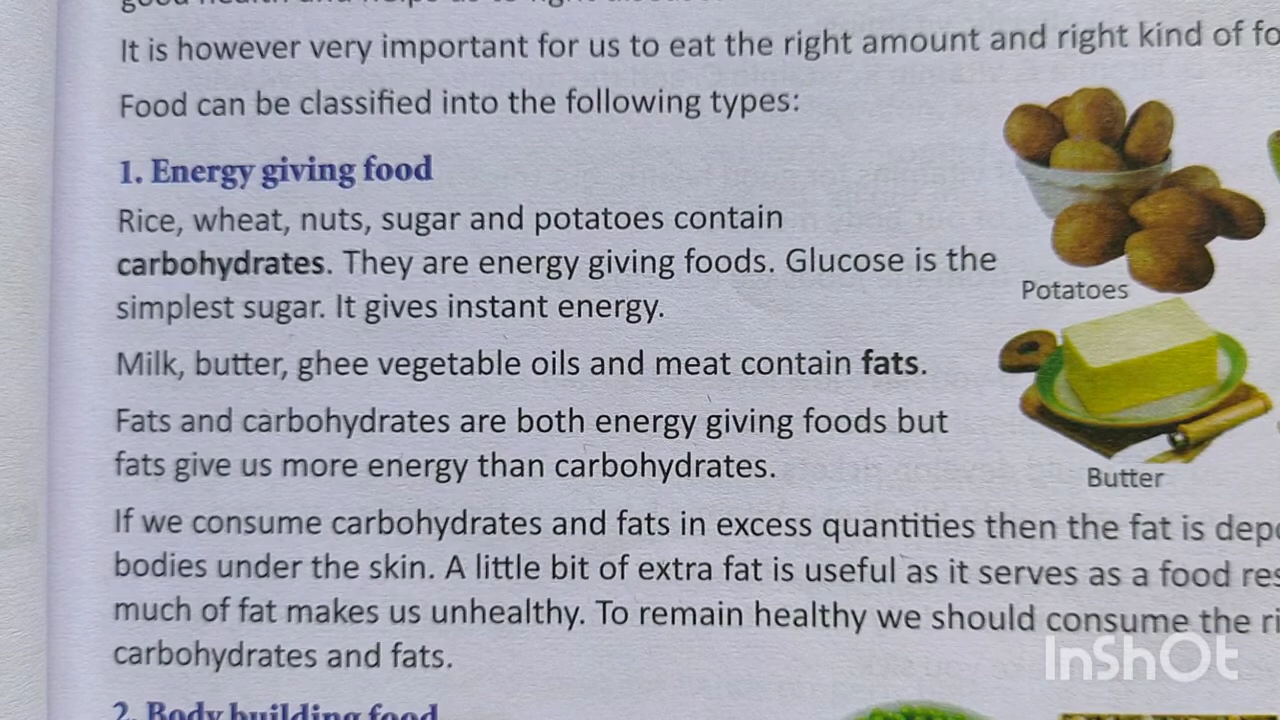 It is however very important for us to eat the right amount and right kind of fo
Food can be classified into the following types:
1. Energy giving food
Rice, wheat, nuts, sugar and potatoes contain
carbohydrates. They are energy giving foods. Glucose is the
simplest sugar. It gives instant energy.
Potatoes
Milk, butter, ghee vegetable oils and meat contain fats.
Fats and carbohydrates are both energy giving foods but
fats give us more energy than carbohydrates.
Butter
If we consume carbohydrates and fats in excess quantities then the fat is depo
bodies under the skin. A little bit of extra fat is useful as it serves as a food res
much of fat makes us unhealthy. To remain healthy we should consume the ri
carbohydrates and fats.
InShOt
2. Body building food